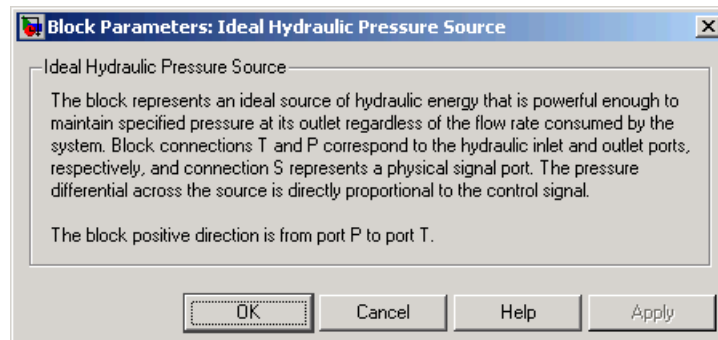 Block Parameters: Ideal Hydraulic Pressure Source
Ideal Hydraulic Pressure Source
The block represents an ideal source of hydraulic energy that is powerful enough to
maintain specified pressure at its outlet regardless of the flow rate consumed by the
system. Block connections T and P correspond to the hydraulic inlet and outlet ports,
respectively, and connection S represents a physical signal port. The pressure
differential across the source is directly proportional to the control signal.
The block positive direction is from port P to port T.
OK Cancel Help Apply